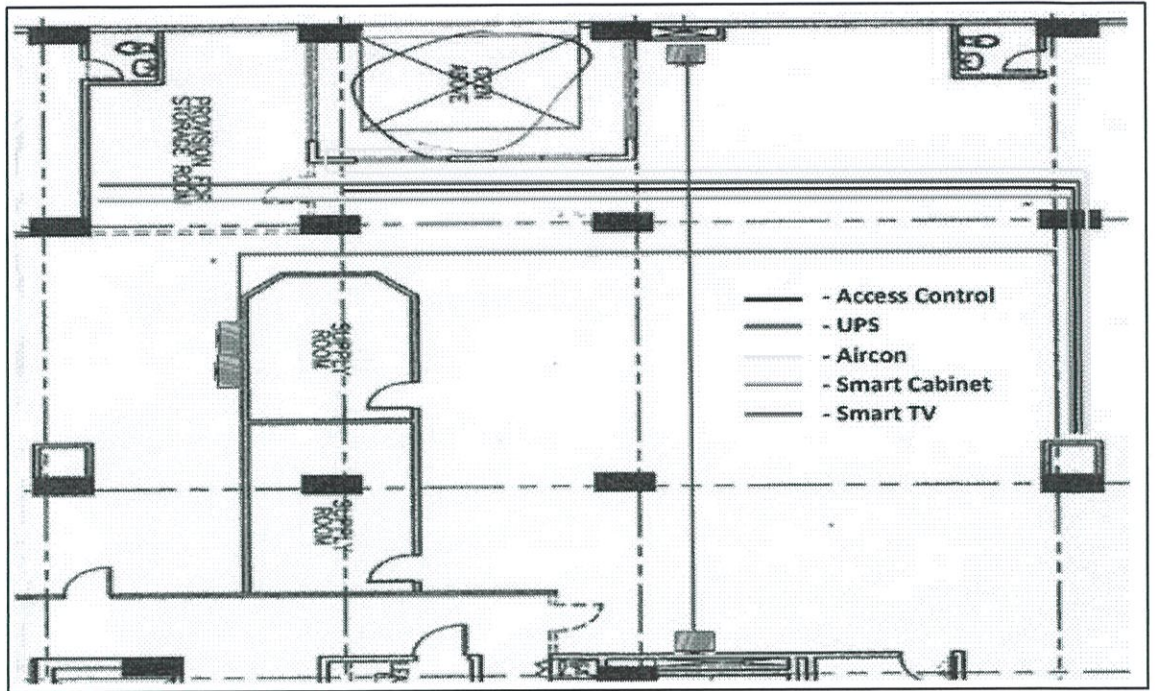 PROVISION FOR
STORAGE ROOM
OPEN
ABOVE
SUPPLY
ROOM
SUPPLY
ROOM
- Access Control
- UPS
- Aircon
- Smart Cabinet
- Smart TV